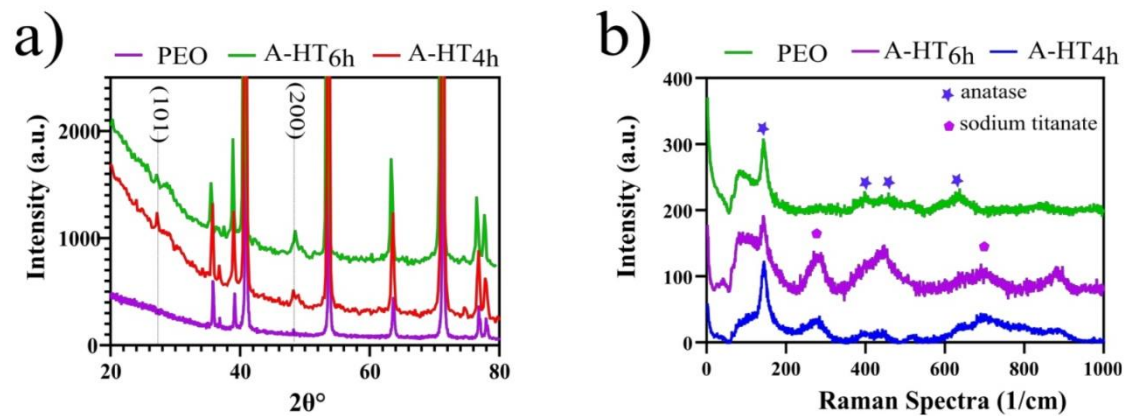 a)
PEO A-HT6h A-HT4h
(101)
(200)
2000
1000
0
Intensity (a.u.)
20 40 60 80
2θ°
b)
PEO A-HT6h A-HT4h
400
300
200
100
0
anatase
sodium titanate
Intensity (a.u.)
0 200 400 600 800 1000
Raman Spectra (1/cm)